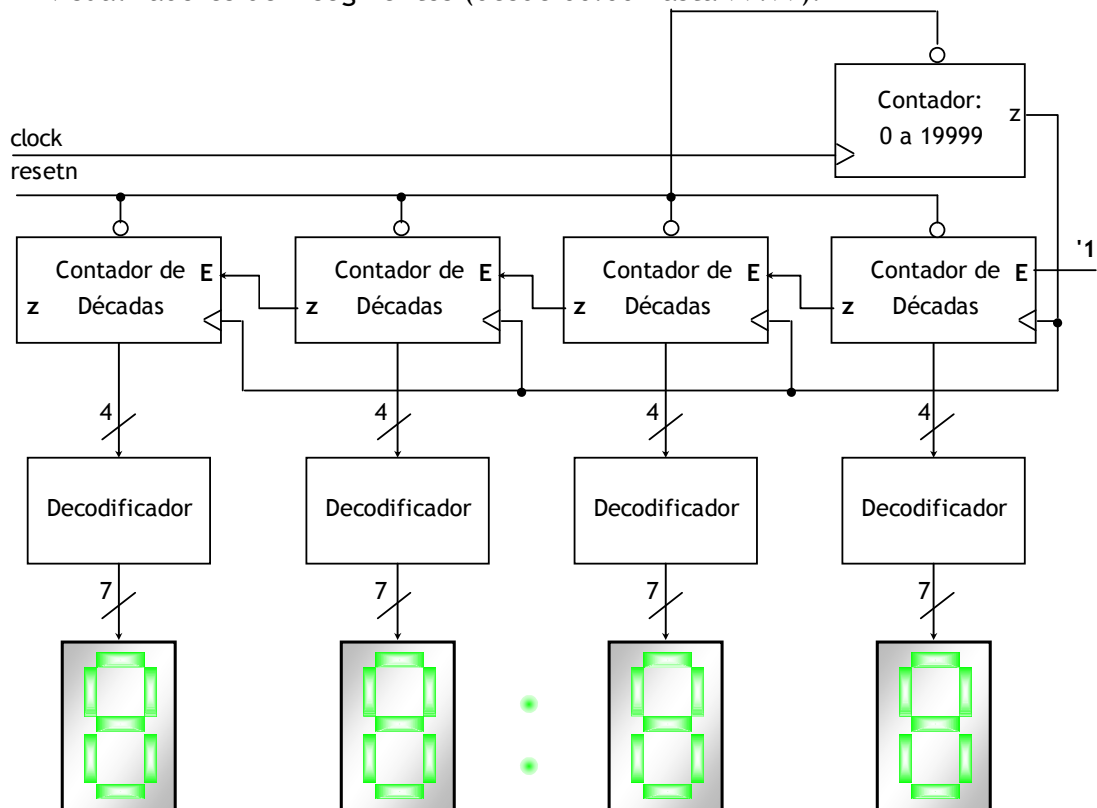 Contador:
0 a 19999
z
clock
resetn
'1
Contador de
Décadas
E
z
Contador de
Décadas
E
z
Contador de
Décadas
E
z
Contador de
Décadas
E
z
4
4
4
4
Decodificador
Decodificador
Decodificador
Decodificador
7
7
7
7